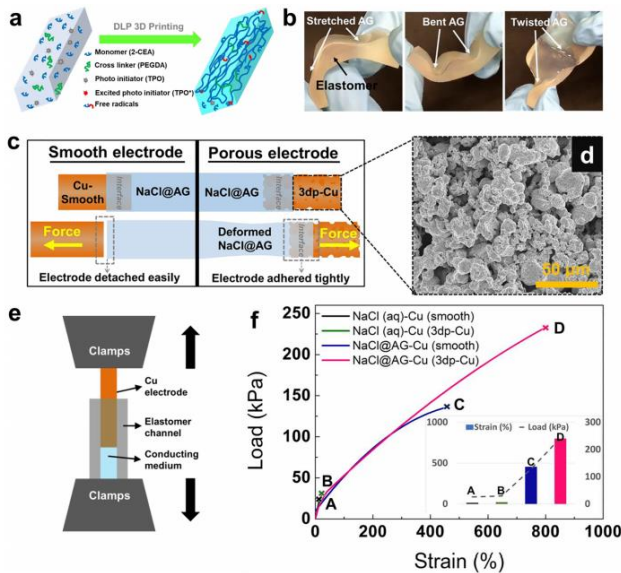 a
DLP 3D Printing
Monomer (2-CEA)
Cross linker (PEGDA)
Photo initiator (TPO)
Excited photo initiator (TPO*)
Free radicals
b
Stretched AG
Bent AG
Twisted AG
Elastomer
c
Smooth electrode
Porous electrode
Cu-
Smooth
Interface
NaCl@AG
NaCl@AG
Interface
3dp-Cu
Force
Deformed
NaCl@AG
Interface
Force
Electrode detached easily
Electrode adhered tightly
d
50 μm
e
Clamps
Cu
electrode
Elastomer
channel
Conducting
medium
Clamps
f
250
200
150
100
50
0
Load (kPa)
NaCl (aq)-Cu (smooth)
NaCl (aq)-Cu (3dp-Cu)
NaCl@AG-Cu (smooth)
NaCl@AG-Cu (3dp-Cu)
D
C
B
A
Strain (%)
Load (kPa)
1000
500
0
300
200
100
0
A
B
C
D
0
200
400
600
800
1000
Strain (%)